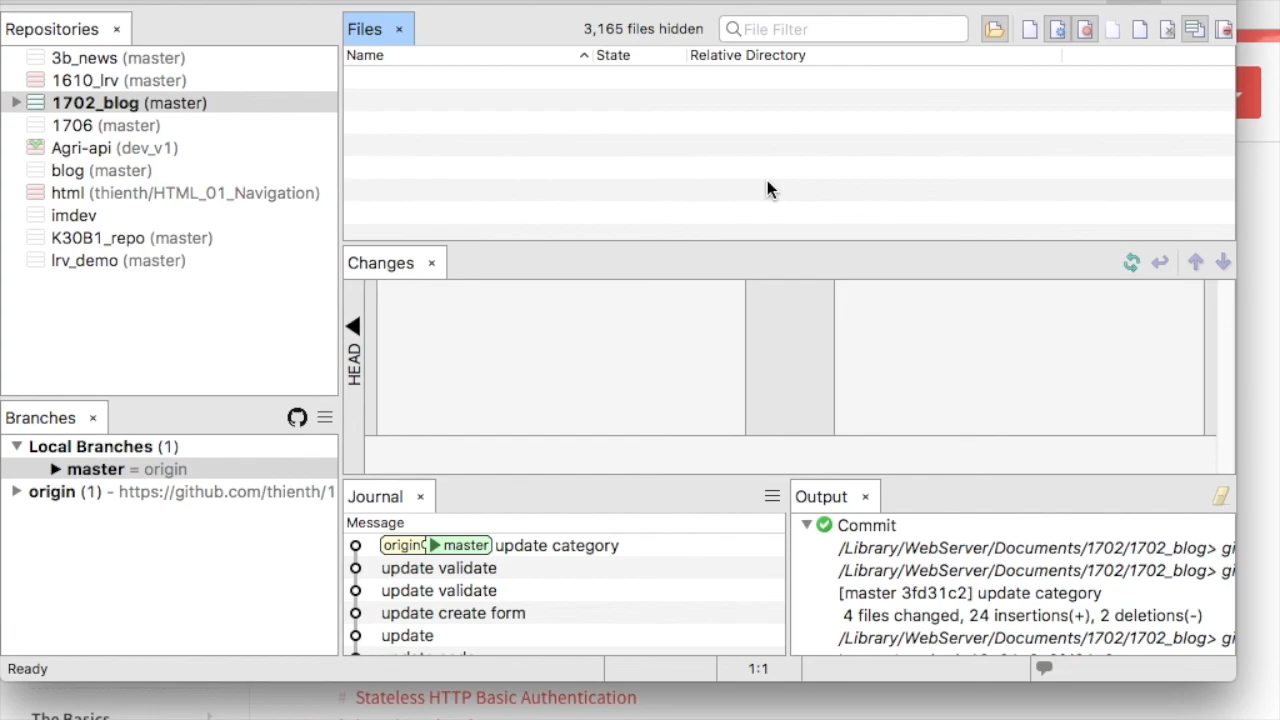 Repositories ×
3b_news (master)
1610_lrv (master)
1702_blog (master)
1706 (master)
Agri-api (dev_v1)
blog (master)
html (thienth/HTML_01_Navigation)
imdev
K30B1_repo (master)
lrv_demo (master)
Branches ×
Local Branches (1)
master = origin
origin (1) - https://github.com/thienth/1
Files × 3,165 files hidden File Filter
Name State Relative Directory
Changes ×
HEAD
Journal ×
Message
origin master update category
update validate
update validate
update create form
update
Output ×
Commit
/Library/WebServer/Documents/1702/1702_blog> gi
/Library/WebServer/Documents/1702/1702_blog> gi
[master 3fd31c2] update category
4 files changed, 24 insertions(+), 2 deletions(-)
/Library/WebServer/Documents/1702/1702_blog> gi
Ready 1:1
# Stateless HTTP Basic Authentication
The Basics